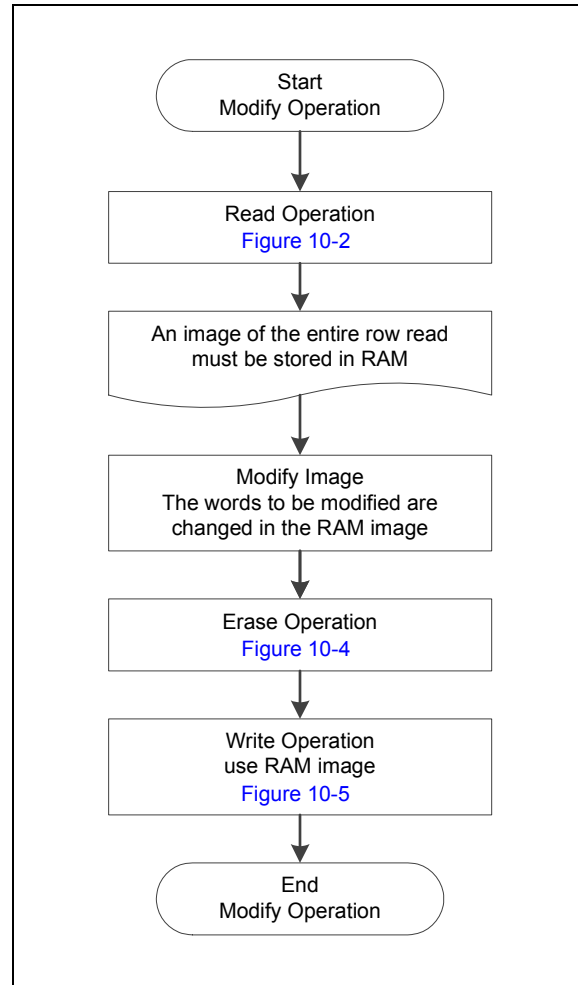 Start
Modify Operation
Read Operation
Figure 10-2
An image of the entire row read
must be stored in RAM
Modify Image
The words to be modified are
changed in the RAM image
Erase Operation
Figure 10-4
Write Operation
use RAM image
Figure 10-5
End
Modify Operation